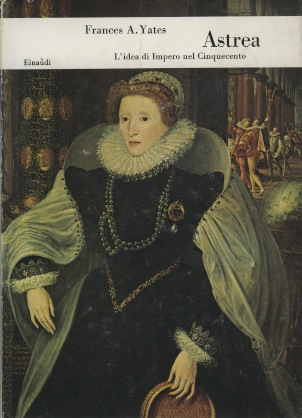 Frances A. Yates
Astrea
L'idea di Impero nel Cinquecento
Einaudi